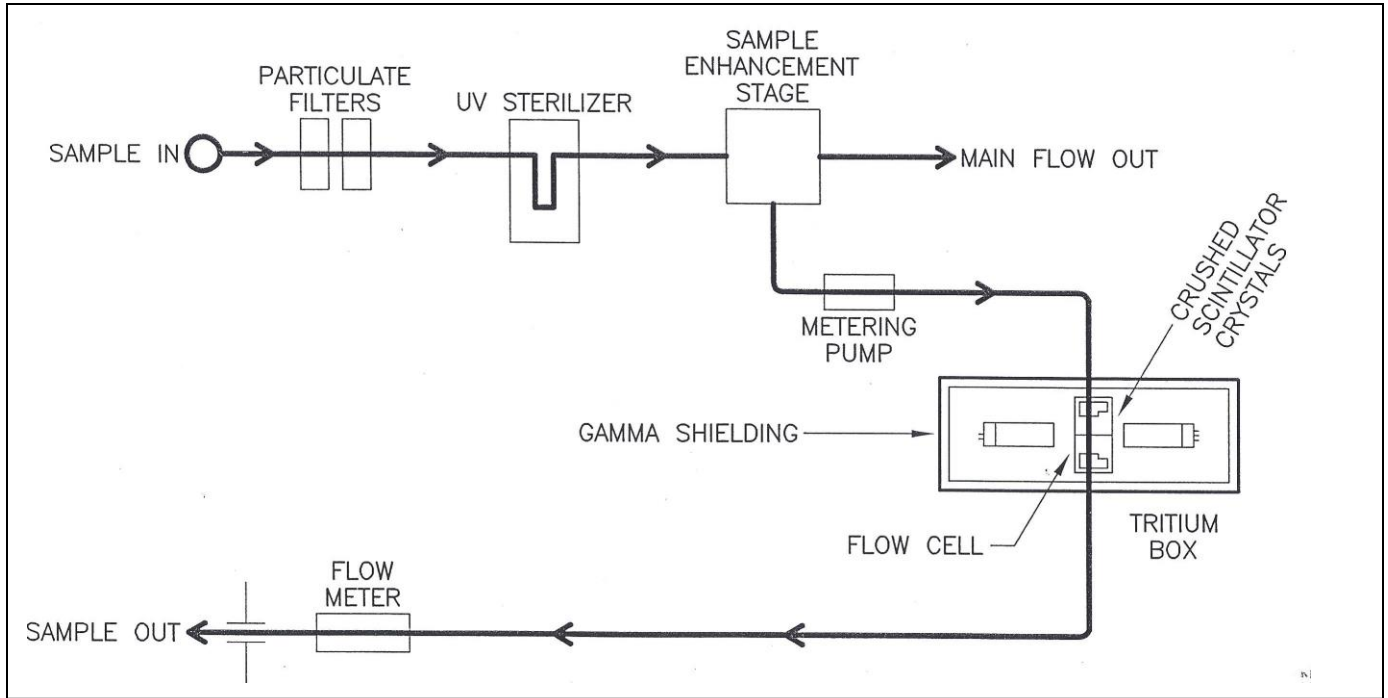 SAMPLE IN
PARTICULATE
FILTERS
UV STERILIZER
SAMPLE
ENHANCEMENT
STAGE
MAIN FLOW OUT
METERING
PUMP
CRUSHED
SCINTILLATOR
CRYSTALS
GAMMA SHIELDING
FLOW CELL
TRITIUM
BOX
FLOW
METER
SAMPLE OUT